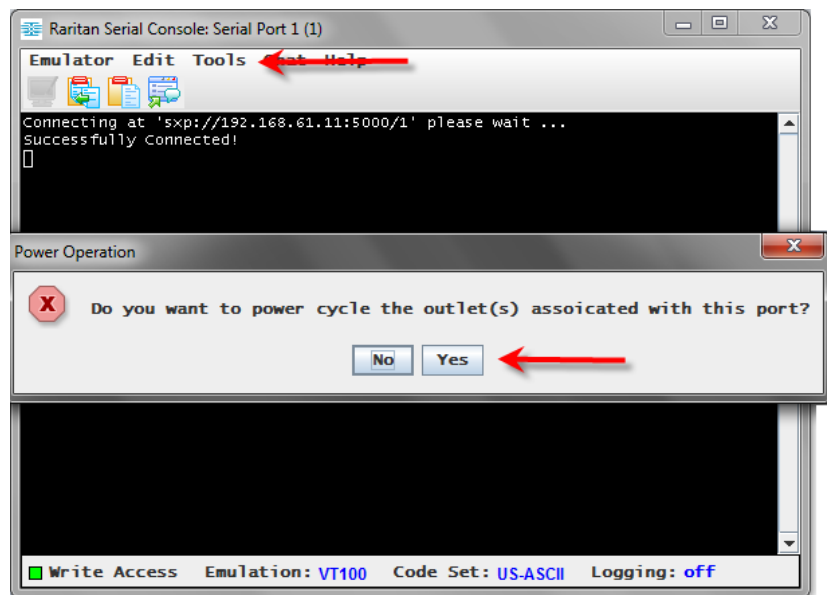 Raritan Serial Console: Serial Port 1 (1)
Emulator Edit Tools Chat Help
Connecting at 'sxp://192.168.61.11:5000/1' please wait ...
Successfully Connected!
Power Operation
Do you want to power cycle the outlet(s) assoicated with this port?
No Yes
Write Access Emulation: VT100 Code Set: US-ASCII Logging: off